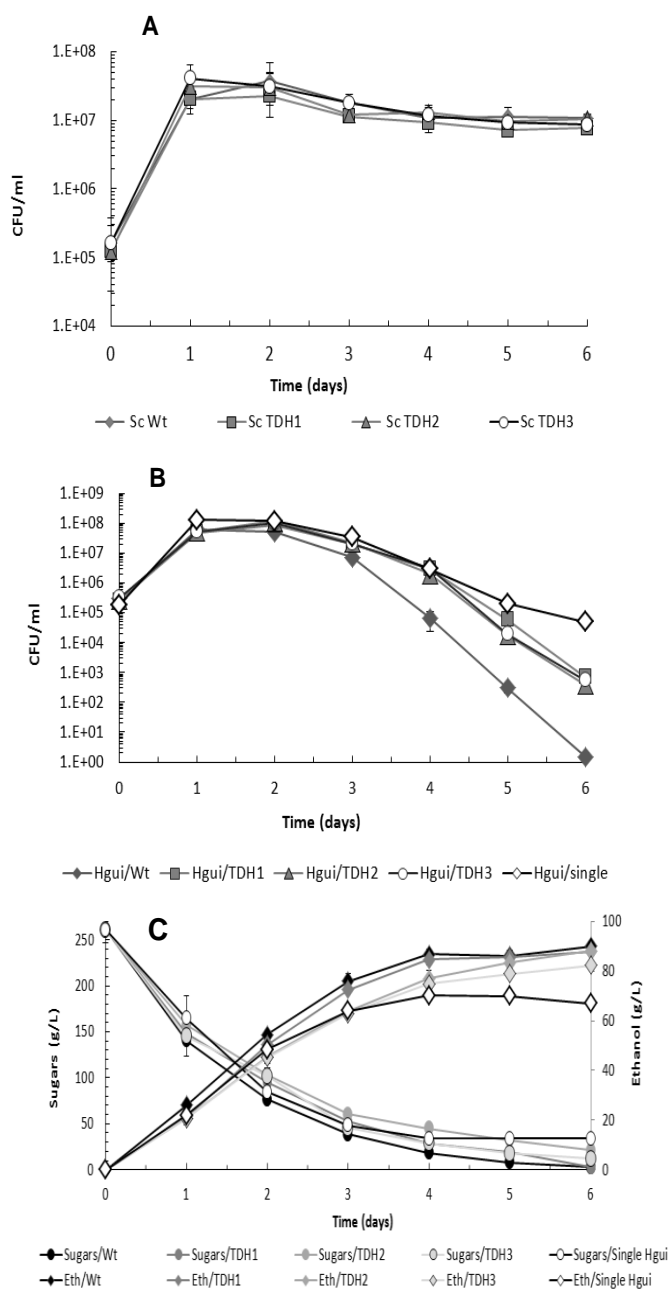 A
1.E+08
1.E+07
1.E+06
1.E+05
1.E+04
CFU/ml
0 1 2 3 4 5 6
Time (days)
Sc Wt Sc TDH1 Sc TDH2 Sc TDH3
B
1.E+09
1.E+08
1.E+07
1.E+06
1.E+05
1.E+04
1.E+03
1.E+02
1.E+01
1.E+00
CFU/ml
0 1 2 3 4 5 6
Time (days)
Hgui/Wt Hgui/TDH1 Hgui/TDH2 Hgui/TDH3 Hgui/single
C
250
200
150
100
50
0
Sugars (g/L)
100
80
60
40
20
0
Ethanol (g/L)
0 1 2 3 4 5 6
Time (days)
Sugars/Wt Sugars/TDH1 Sugars/TDH2 Sugars/TDH3 Sugars/Single Hgui
Eth/Wt Eth/TDH1 Eth/TDH2 Eth/TDH3 Eth/Single Hgui